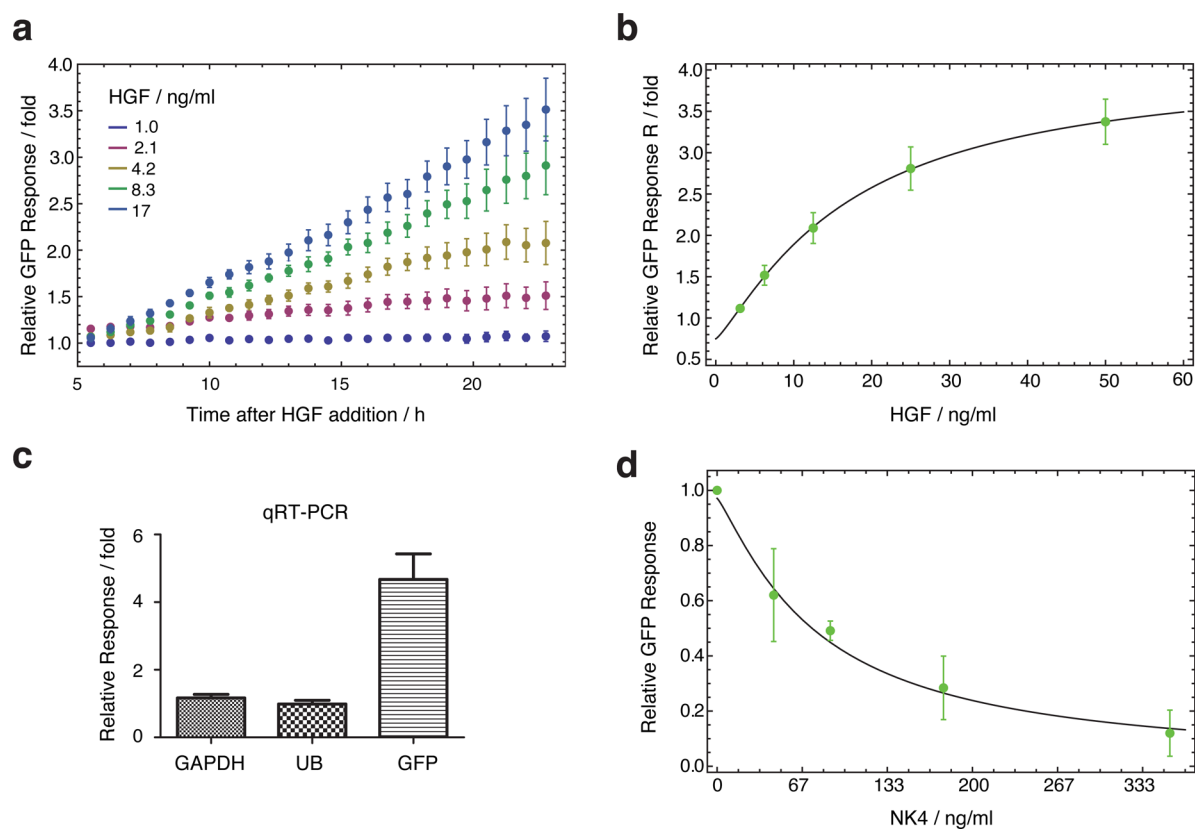 a
Relative GFP Response / fold
4.0
3.5
3.0
2.5
2.0
1.5
1.0
HGF / ng/ml
1.0
2.1
4.2
8.3
17
5
10
15
20
Time after HGF addition / h
b
Relative GFP Response R / fold
4.0
3.5
3.0
2.5
2.0
1.5
1.0
0.5
0
10
20
30
40
50
60
HGF / ng/ml
c
qRT-PCR
Relative Response / fold
6
4
2
0
GAPDH
UB
GFP
d
Relative GFP Response
1.0
0.8
0.6
0.4
0.2
0.0
0
67
133
200
267
333
NK4 / ng/ml